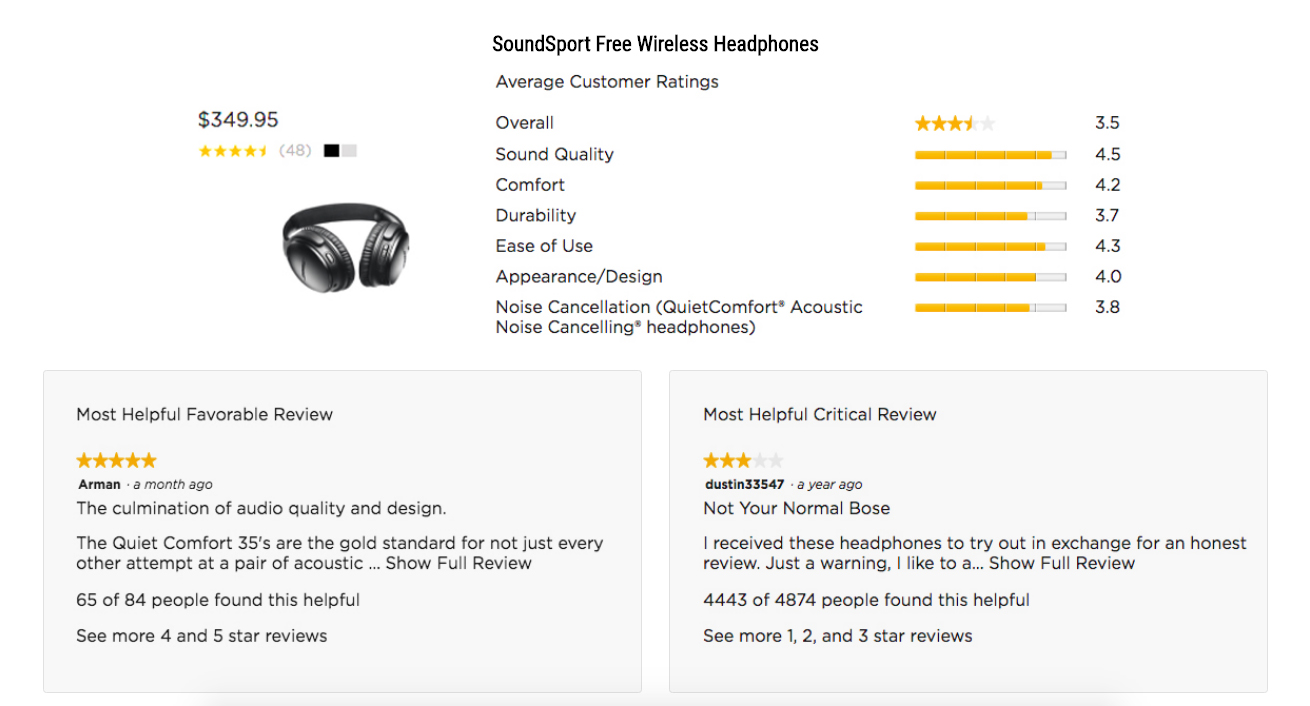 SoundSport Free Wireless Headphones
Average Customer Ratings
$349.95
(48)
Overall 3.5
Sound Quality 4.5
Comfort 4.2
Durability 3.7
Ease of Use 4.3
Appearance/Design 4.0
Noise Cancellation (QuietComfort® Acoustic 3.8
Noise Cancelling® headphones)
Most Helpful Favorable Review
Arman · a month ago
The culmination of audio quality and design.
The Quiet Comfort 35's are the gold standard for not just every
other attempt at a pair of acoustic ... Show Full Review
65 of 84 people found this helpful
See more 4 and 5 star reviews
Most Helpful Critical Review
dustin33547 · a year ago
Not Your Normal Bose
I received these headphones to try out in exchange for an honest
review. Just a warning, I like to a... Show Full Review
4443 of 4874 people found this helpful
See more 1, 2, and 3 star reviews